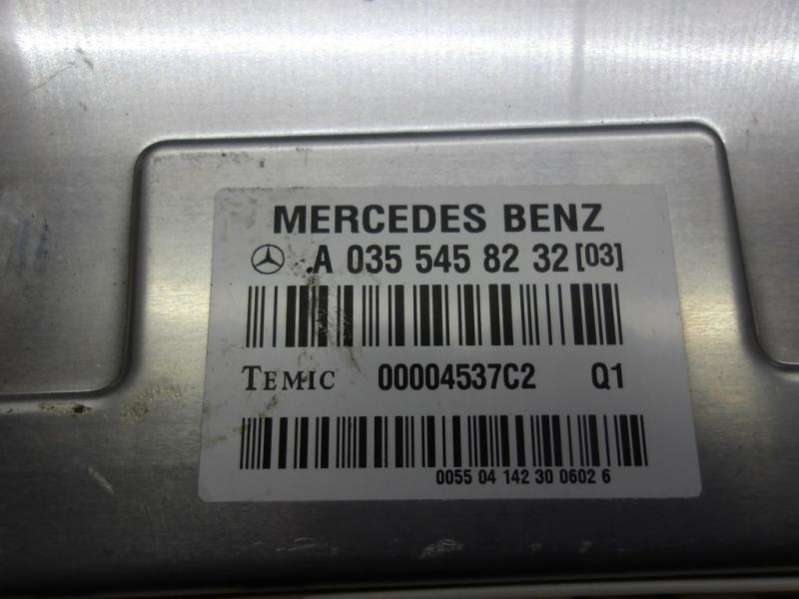 MERCEDES BENZ
.A 035 545 82 32 [03]
TEMIC 00004537C2 Q1
0055 04 142 30 0602 6